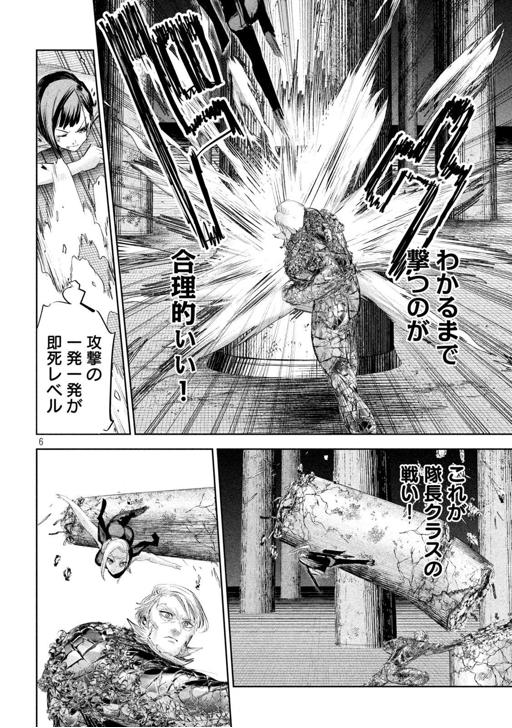 わかるまで
撃つのが
合理的いい！
攻撃の
一発一発が
即死レベル
6
これが
隊長クラスの
戦い！